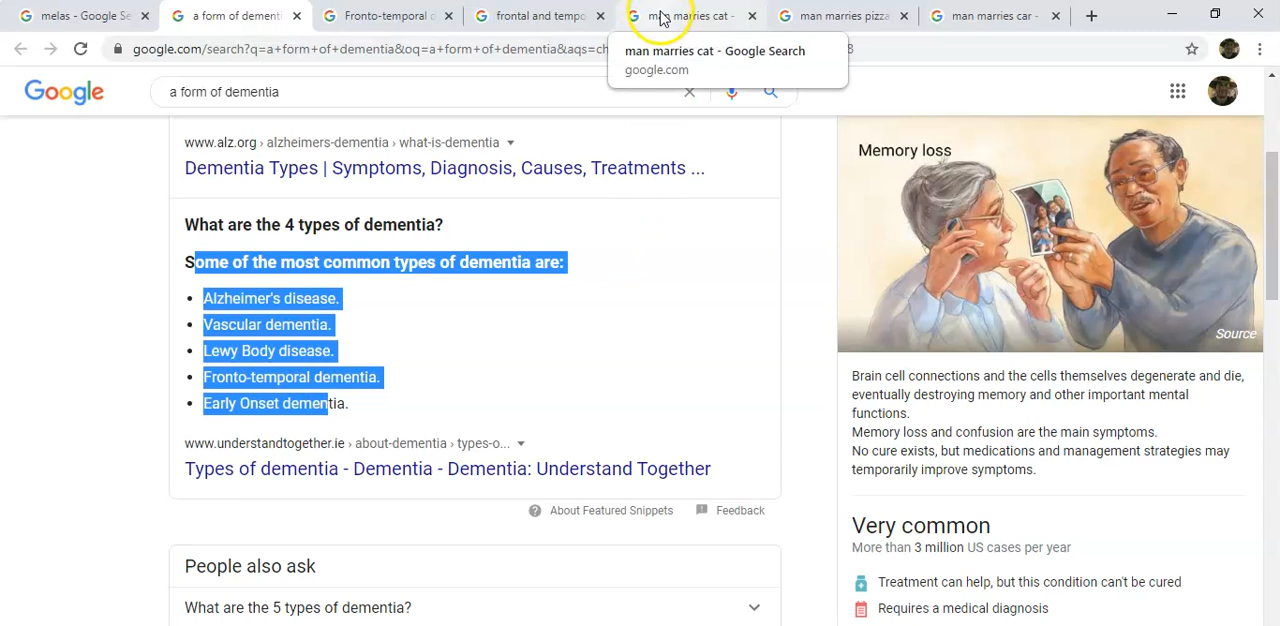 melas - Google Se
a form of dementi
Fronto-temporal d
frontal and tempo
man marries cat -
man marries pizza
man marries car -
google.com/search?q=a+form+of+dementia&oq=a+form+of+dementia&aqs=ch
8
man marries cat - Google Search
google.com
Google
a form of dementia
www.alz.org › alzheimers-dementia › what-is-dementia
Dementia Types | Symptoms, Diagnosis, Causes, Treatments ...
What are the 4 types of dementia?
Some of the most common types of dementia are:
• Alzheimer's disease.
• Vascular dementia.
• Lewy Body disease.
• Fronto-temporal dementia.
• Early Onset dementia.
www.understandtogether.ie › about-dementia › types-o...
Types of dementia - Dementia - Dementia: Understand Together
About Featured Snippets
Feedback
People also ask
What are the 5 types of dementia?
Memory loss
Source
Brain cell connections and the cells themselves degenerate and die,
eventually destroying memory and other important mental
functions.
Memory loss and confusion are the main symptoms.
No cure exists, but medications and management strategies may
temporarily improve symptoms.
Very common
More than 3 million US cases per year
Treatment can help, but this condition can't be cured
Requires a medical diagnosis